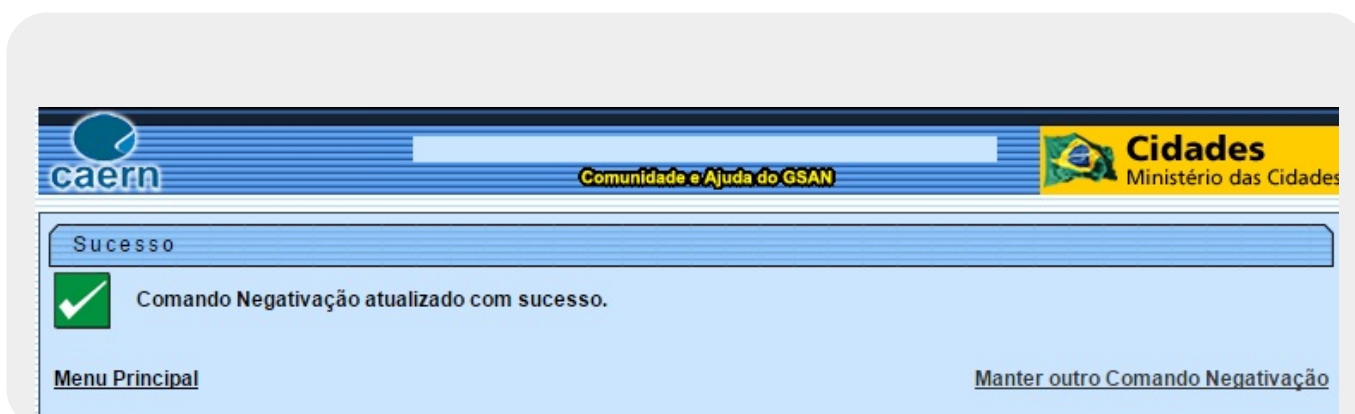 caern
Comunidade e Ajuda do GSAN
Cidades
Ministério das Cidades
Sucesso
Comando Negativação atualizado com sucesso.
Menu Principal
Manter outro Comando Negativação